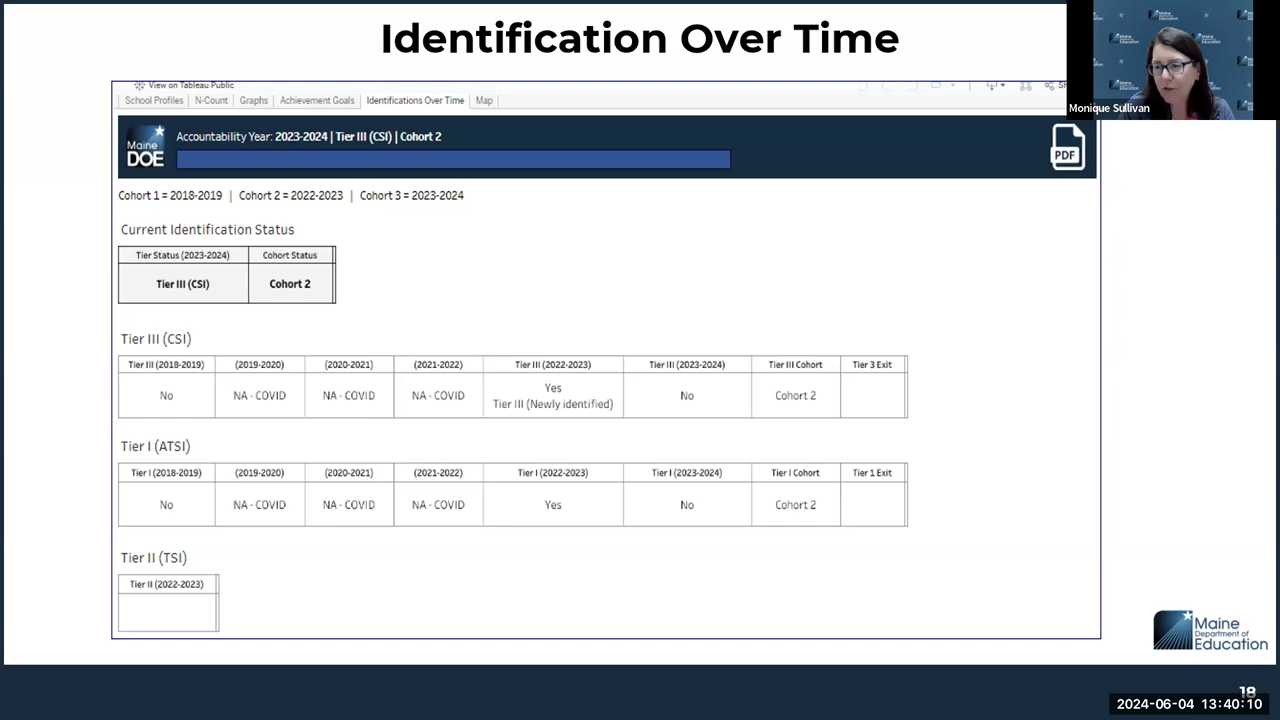 Identification Over Time
Monique Sullivan
View on Tableau Public
School Profiles N-Count Graphs Achievement Goals Identifications Over Time Map
Maine
DOE
Accountability Year: 2023-2024 | Tier III (CSI) | Cohort 2
PDF
Cohort 1 = 2018-2019 | Cohort 2 = 2022-2023 | Cohort 3 = 2023-2024
Current Identification Status
Tier Status (2023-2024) Cohort Status
Tier III (CSI) Cohort 2
Tier III (CSI)
Tier III (2018-2019) (2019-2020) (2020-2021) (2021-2022) Tier III (2022-2023) Tier III (2023-2024) Tier III Cohort Tier 3 Exit
No NA - COVID NA - COVID NA - COVID Yes No Cohort 2
Tier III (Newly identified)
Tier I (ATSI)
Tier I (2018-2019) (2019-2020) (2020-2021) (2021-2022) Tier I (2022-2023) Tier I (2023-2024) Tier I Cohort Tier 1 Exit
No NA - COVID NA - COVID NA - COVID Yes No Cohort 2
Tier II (TSI)
Tier II (2022-2023)
Maine
Department of
Education
18
2024-06-04 13:40:10